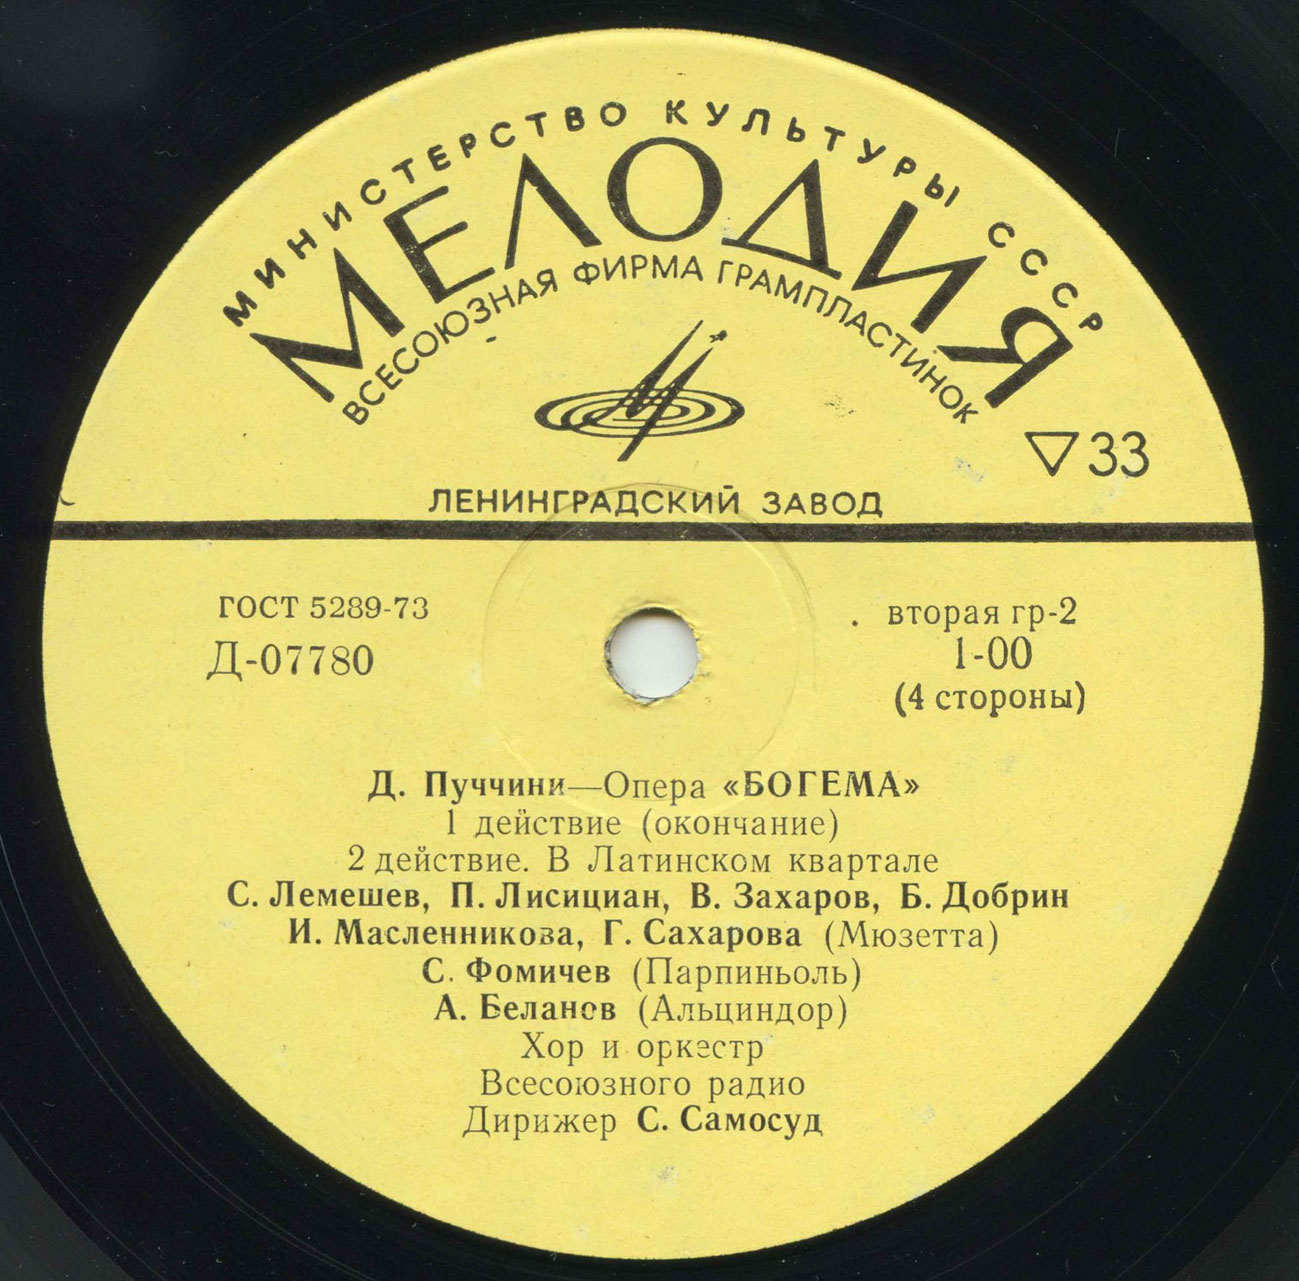 МИНИСТЕРСТВО КУЛЬТУРЫ СССР
МЕЛОДИЯ
ВСЕСОЮЗНАЯ ФИРМА ГРАМПЛАСТИНОК
33
ЛЕНИНГРАДСКИЙ ЗАВОД
ГОСТ 5289-73
Д-07780
вторая гр-2
1-00
(4 стороны)
Д. Пуччини—Опера «БОГЕМА»
1 действие (окончание)
2 действие. В Латинском квартале
С. Лемешев, П. Лисициан, В. Захаров, Б. Добрин
И. Масленникова, Г. Сахарова (Мюзетта)
С. Фомичев (Парпиньоль)
А. Беланов (Альциндор)
Хор и оркестр
Всесоюзного радио
Дирижер С. Самосуд